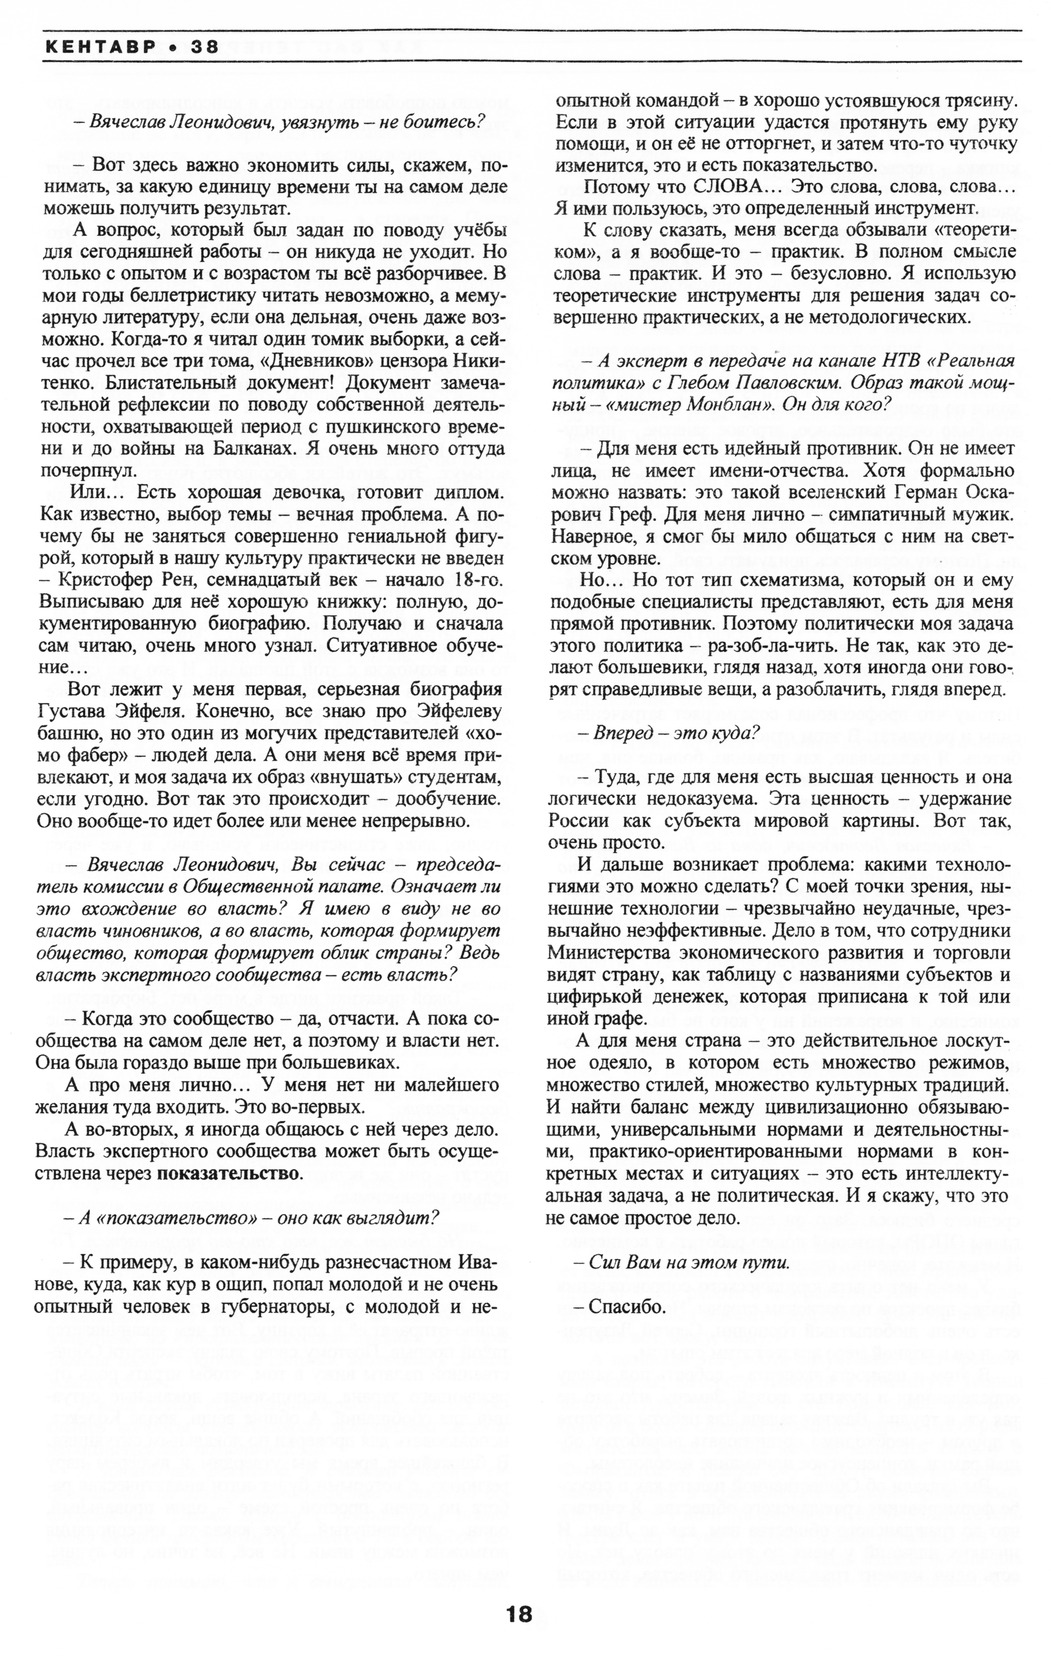 КЕНТАВР • 38
– Вячеслав Леонидович, увязнуть – не боитесь?
– Вот здесь важно экономить силы, скажем, по-
нимать, за какую единицу времени ты на самом деле
можешь получить результат.
А вопрос, который был задан по поводу учёбы
для сегодняшней работы – он никуда не уходит. Но
только с опытом и с возрастом ты всё разборчивее. В
мои годы беллетристику читать невозможно, а мему-
арную литературу, если она дельная, очень даже воз-
можно. Когда-то я читал один томик выборки, а сей-
час прочел все три тома, «Дневников» цензора Ники-
тенко. Блистательный документ! Документ замеча-
тельной рефлексии по поводу собственной деятель-
ности, охватывающей период с пушкинского време-
ни и до войны на Балканах. Я очень много оттуда
почерпнул.
Или... Есть хорошая девочка, готовит диплом.
Как известно, выбор темы – вечная проблема. А по-
чему бы не заняться совершенно гениальной фигу-
рой, который в нашу культуру практически не введен
– Кристофер Рен, семнадцатый век – начало 18-го.
Выписываю для неё хорошую книжку: полную, до-
кументированную биографию. Получаю и сначала
сам читаю, очень много узнал. Ситуативное обуче-
ние...
Вот лежит у меня первая, серьезная биография
Густава Эйфеля. Конечно, все знаю про Эйфелеву
башню, но это один из могучих представителей «хо-
мо фабер» – людей дела. А они меня всё время при-
влекают, и моя задача их образ «внушать» студентам,
если угодно. Вот так это происходит – дообучение.
Оно вообще-то идет более или менее непрерывно.
– Вячеслав Леонидович, Вы сейчас – председа-
тель комиссии в Общественной палате. Означает ли
это вхождение во власть? Я имею в виду не во
власть чиновников, а во власть, которая формирует
общество, которая формирует облик страны? Ведь
власть экспертного сообщества – есть власть?
– Когда это сообщество – да, отчасти. А пока со-
общества на самом деле нет, а поэтому и власти нет.
Она была гораздо выше при большевиках.
А про меня лично... У меня нет ни малейшего
желания туда входить. Это во-первых.
А во-вторых, я иногда общаюсь с ней через дело.
Власть экспертного сообщества может быть осуще-
ствлена через показательство.
– А «показательство» – оно как выглядит?
– К примеру, в каком-нибудь разнесчастном Ива-
нове, куда, как кур в ощип, попал молодой и не очень
опытный человек в губернаторы, с молодой и не-
опытной командой – в хорошо устоявшуюся трясину.
Если в этой ситуации удастся протянуть ему руку
помощи, и он её не отторгнет, и затем что-то чуточку
изменится, это и есть показательство.
Потому что СЛОВА... Это слова, слова, слова...
Я ими пользуюсь, это определенный инструмент.
К слову сказать, меня всегда обзывали «теорети-
ком», а я вообще-то – практик. В полном смысле
слова – практик. И это – безусловно. Я использую
теоретические инструменты для решения задач со-
вершенно практических, а не методологических.
– А эксперт в передаче на канале НТВ «Реальная
политика» с Глебом Павловским. Образ такой мощ-
ный – «мистер Монблан». Он для кого?
– Для меня есть идейный противник. Он не имеет
лица, не имеет имени-отчества. Хотя формально
можно назвать: это такой вселенский Герман Оска-
рович Греф. Для меня лично – симпатичный мужик.
Наверное, я смог бы мило общаться с ним на свет-
ском уровне.
Но... Но тот тип схематизма, который он и ему
подобные специалисты представляют, есть для меня
прямой противник. Поэтому политически моя задача
этого политика – ра-зоб-ла-чить. Не так, как это де-
лают большевики, глядя назад, хотя иногда они гово-
рят справедливые вещи, а разоблачить, глядя вперед.
– Вперед – это куда?
– Туда, где для меня есть высшая ценность и она
логически недоказуема. Эта ценность – удержание
России как субъекта мировой картины. Вот так,
очень просто.
И дальше возникает проблема: какими техноло-
гиями это можно сделать? С моей точки зрения, ны-
нешние технологии – чрезвычайно неудачные, чрез-
вычайно неэффективные. Дело в том, что сотрудники
Министерства экономического развития и торговли
видят страну, как таблицу с названиями субъектов и
цифирькой денежек, которая приписана к той или
иной графе.
А для меня страна – это действительное лоскут-
ное одеяло, в котором есть множество режимов,
множество стилей, множество культурных традиций.
И найти баланс между цивилизационно обязываю-
щими, универсальными нормами и деятельностны-
ми, практико-ориентированными нормами в кон-
кретных местах и ситуациях – это есть интеллекту-
альная задача, а не политическая. И я скажу, что это
не самое простое дело.
– Сил Вам на этом пути.
– Спасибо.
18